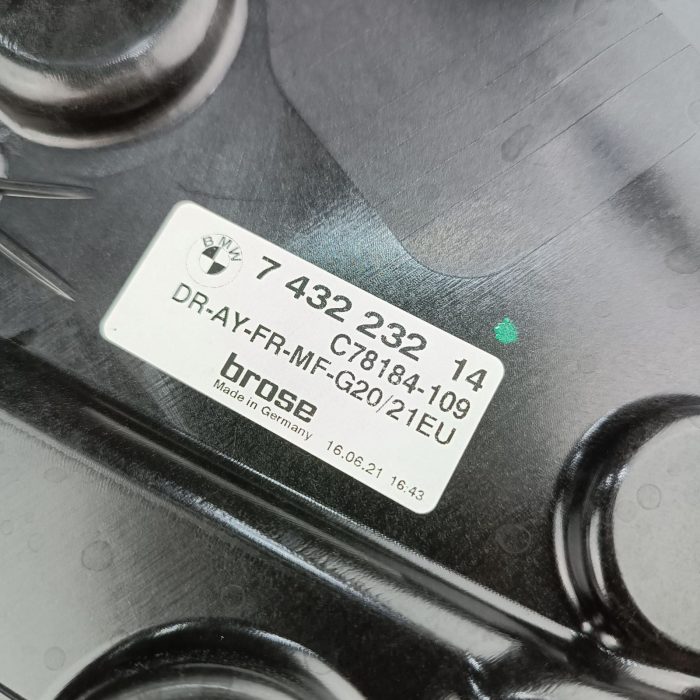 BMW
7 432 232 14
C78184-109
DR-AY-FR-MF-G20/21EU
brose
Made in Germany
16.06.21 16:43